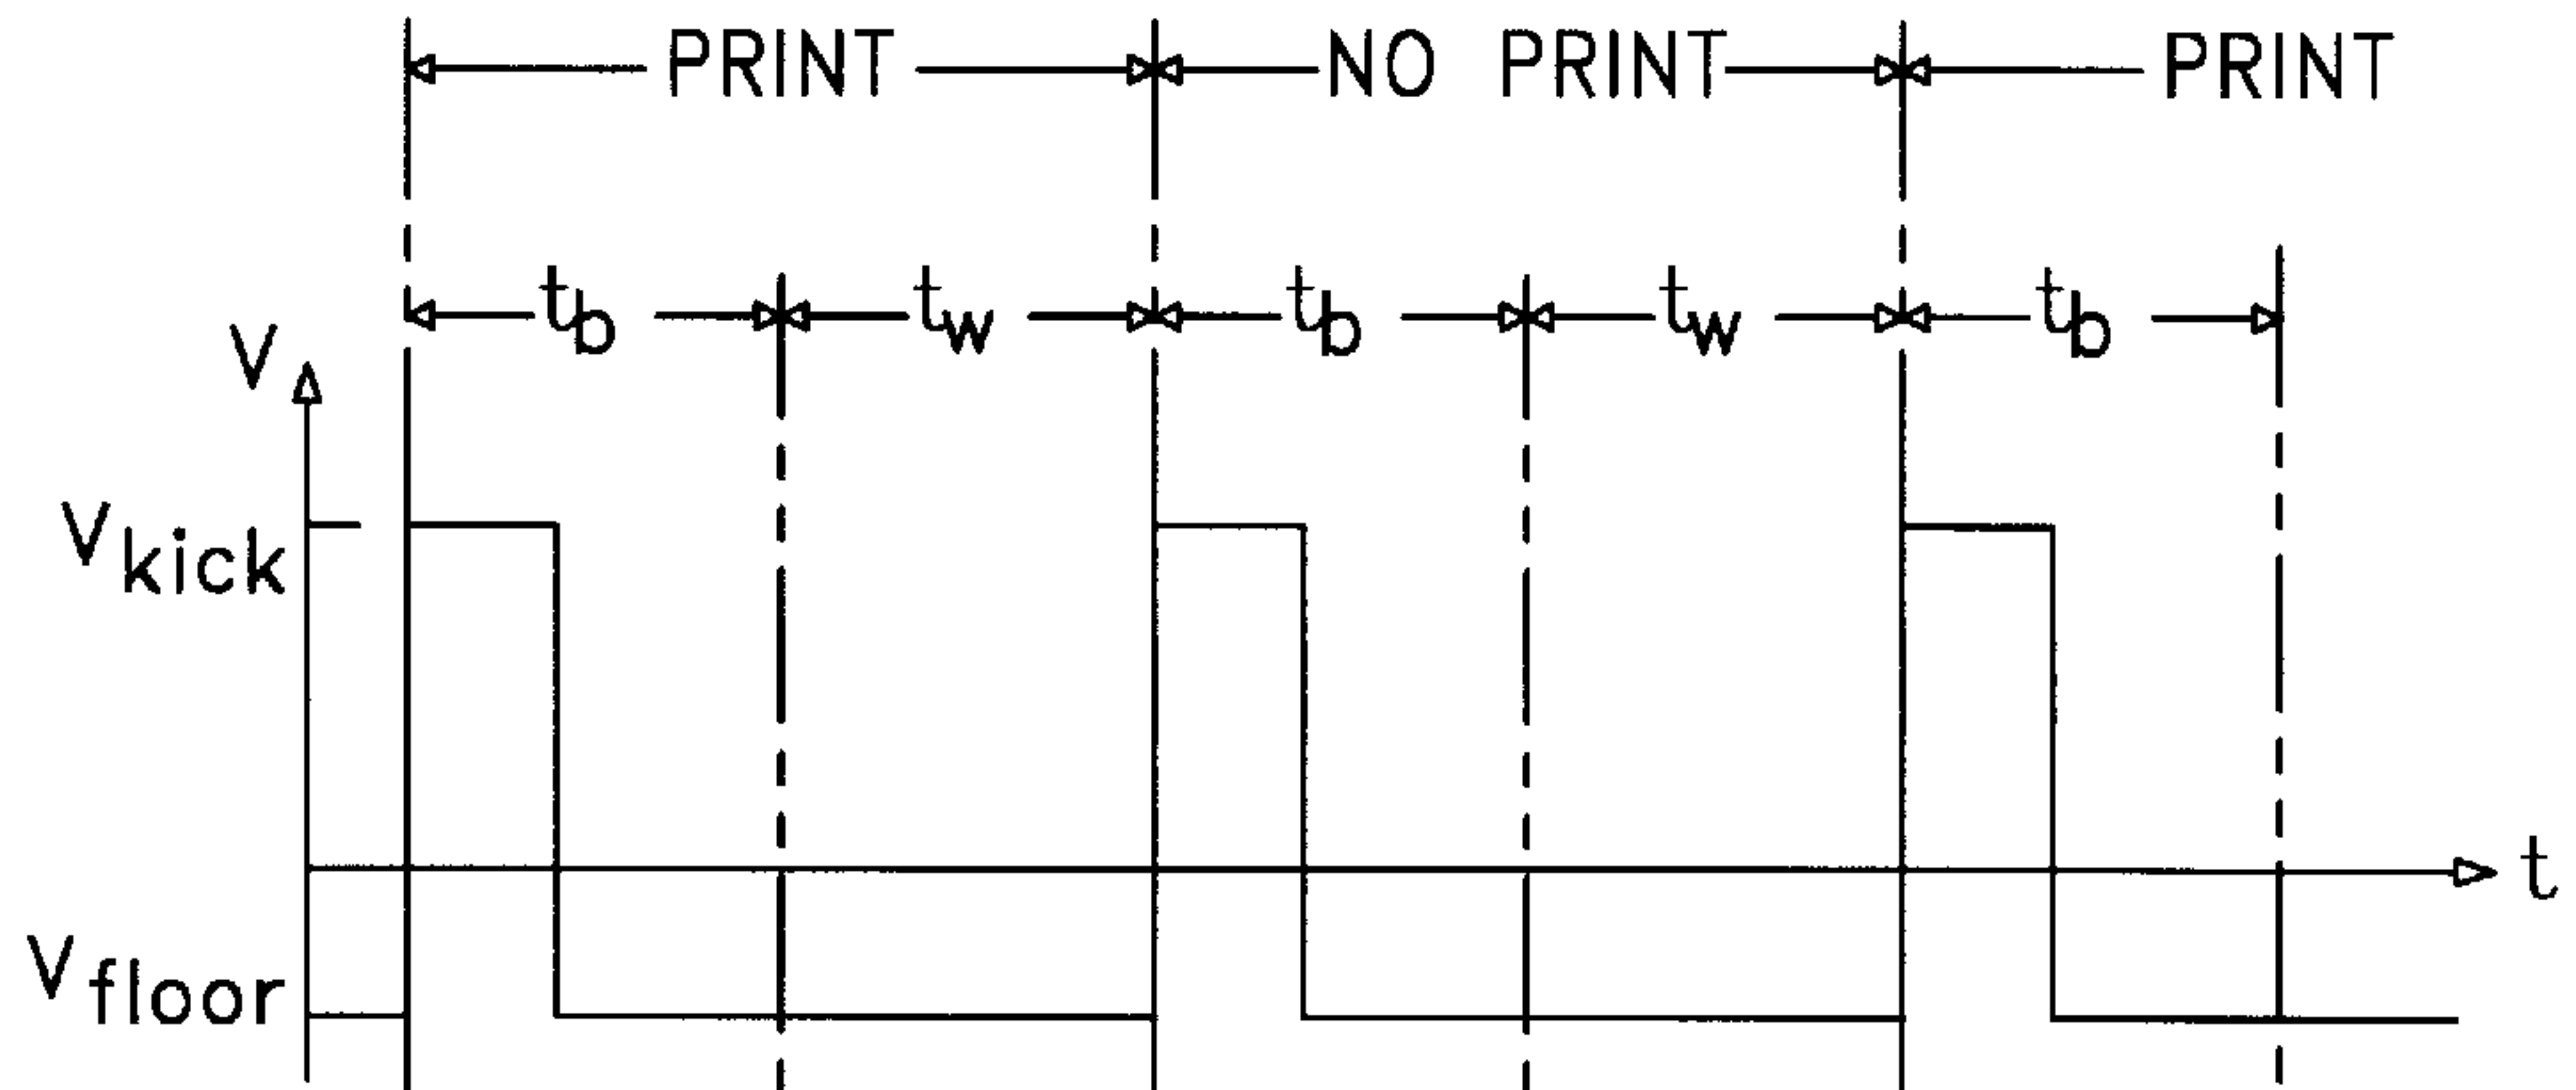 PRINT NO PRINT PRINT
t_b t_w t_b t_w t_b
V
V_kick
t
V_floor